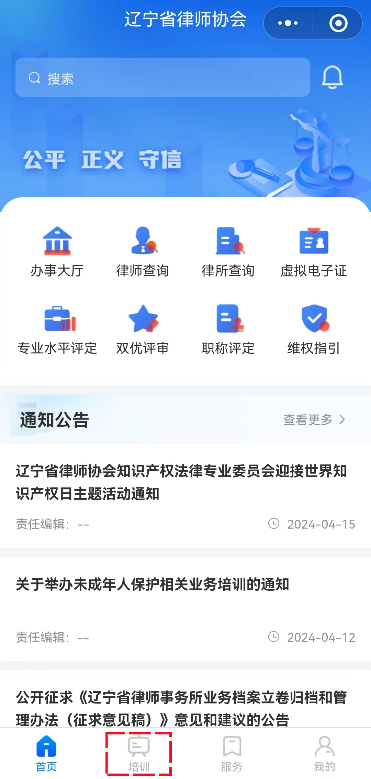 辽宁省律师协会
搜索
公平 正义 守信
办事大厅 律师查询 律所查询 虚拟电子证
专业水平评定 双优评审 职称评定 维权指引
通知公告 查看更多
辽宁省律师协会知识产权法律专业委员会迎接世界知
识产权日主题活动通知
责任编辑：-- 2024-04-15
关于举办未成年人保护相关业务培训的通知
责任编辑：-- 2024-04-12
公开征求《辽宁省律师事务所业务档案立卷归档和管
理办法（征求意见稿）》意见和建议的公告
首页 培训 服务 我的